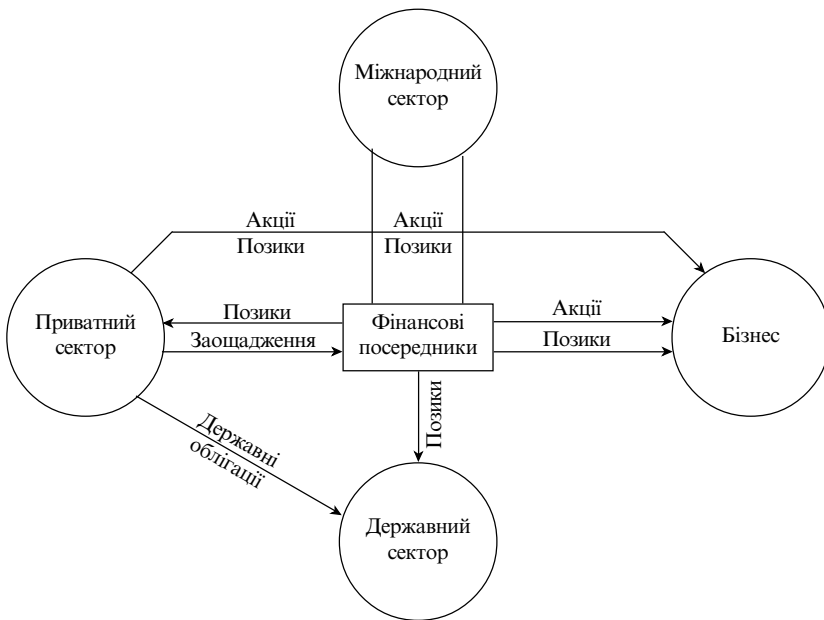 Міжнародний
сектор
Акції
Акції
Позики
Позики
Приватний
сектор
Позики
Заощадження
Фінансові
посередники
Акції
Позики
Бізнес
Державні
облігації
Позики
Державний
сектор